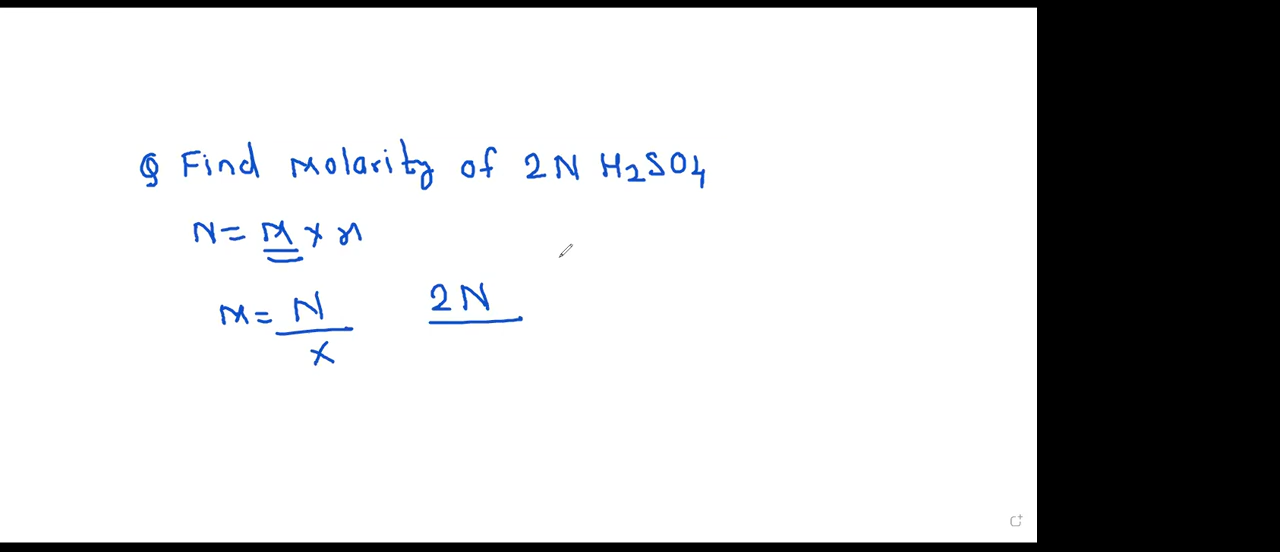 Q Find Molarity of 2N H2SO4
N = M × x
M = N / x 2N